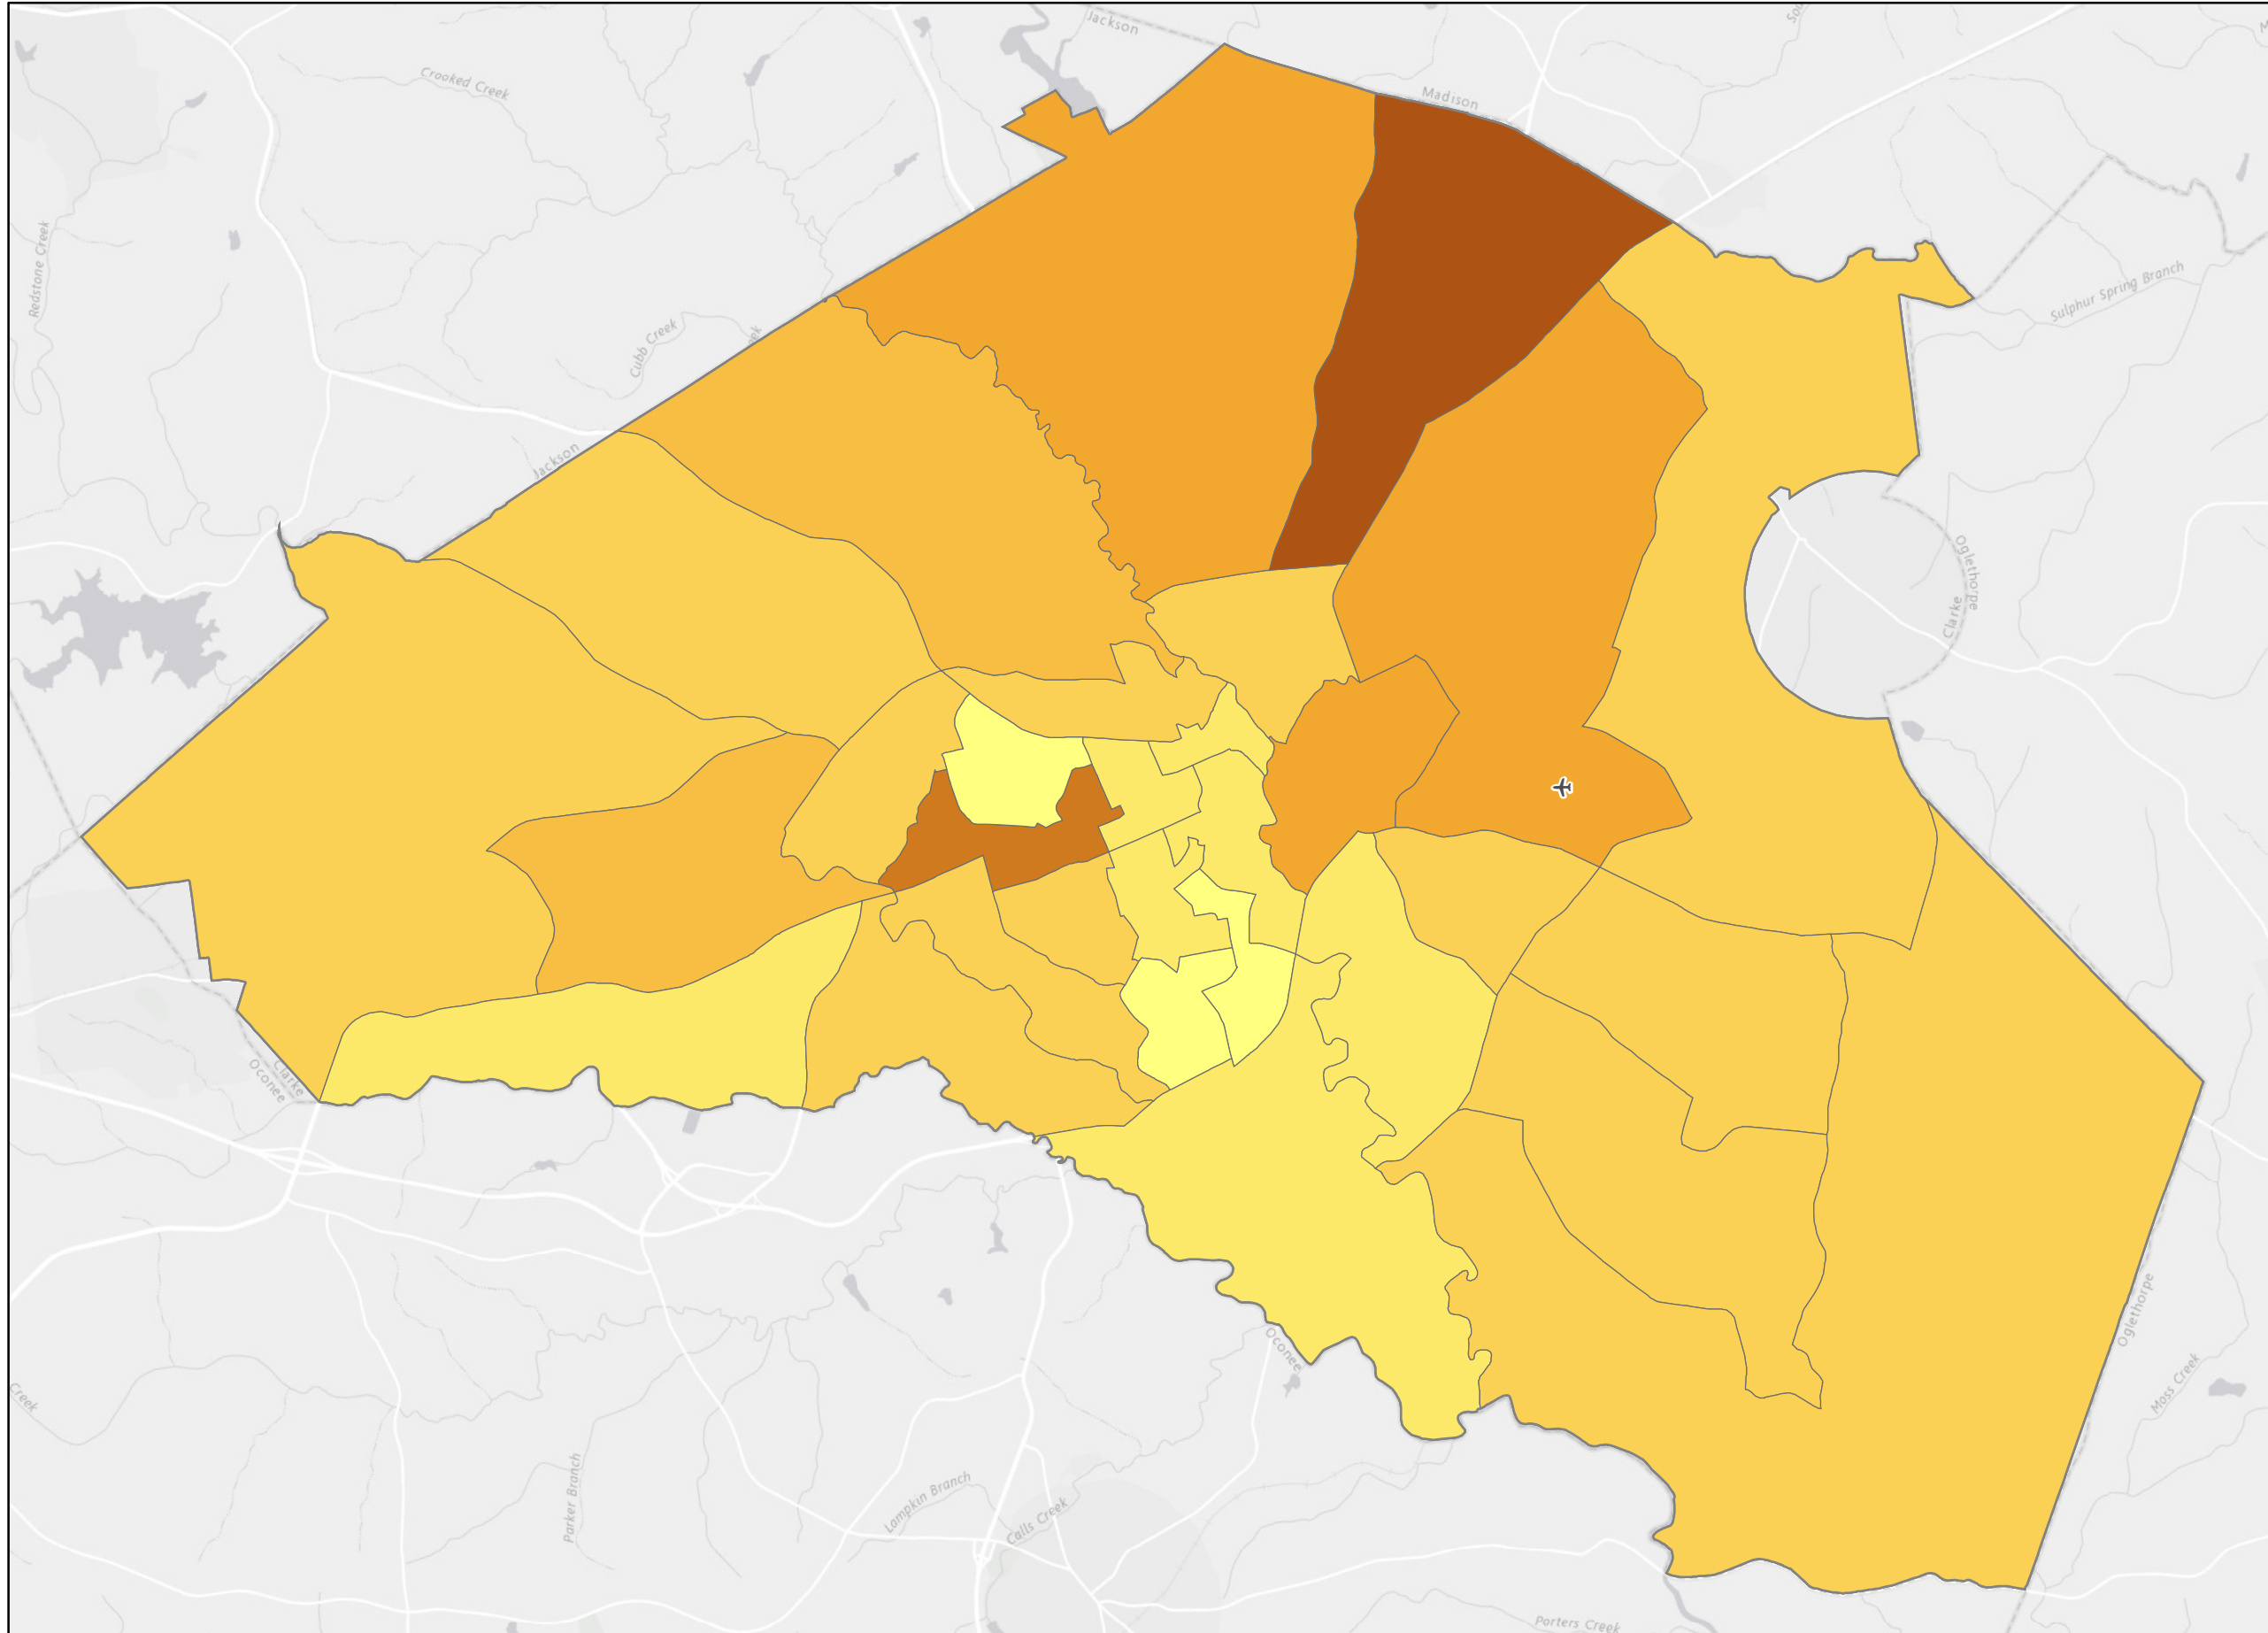 Jackson
Crooked Creek
Madison
Redstone Creek
Sulphur Spring Branch
Cubb Creek
Jackson
Oglethorpe
Clarke
Clarke
Oconee
Oglethorpe
Oconee
Creek
Moss Creek
Parker Branch
Lampkin Branch
Calls Creek
Porters Creek